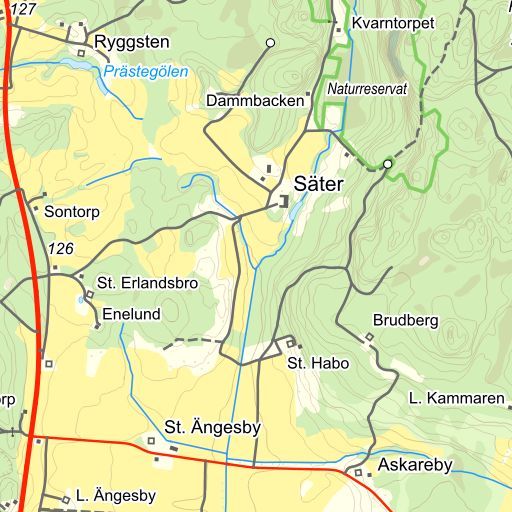 127
Kvarntorpet
Ryggsten
Prästegölen
Naturreservat
Dammbacken
Säter
Sontorp
126
St. Erlandsbro
Enelund
Brudberg
St. Habo
L. Kammaren
orp
St. Ängesby
Askareby
L. Ängesby